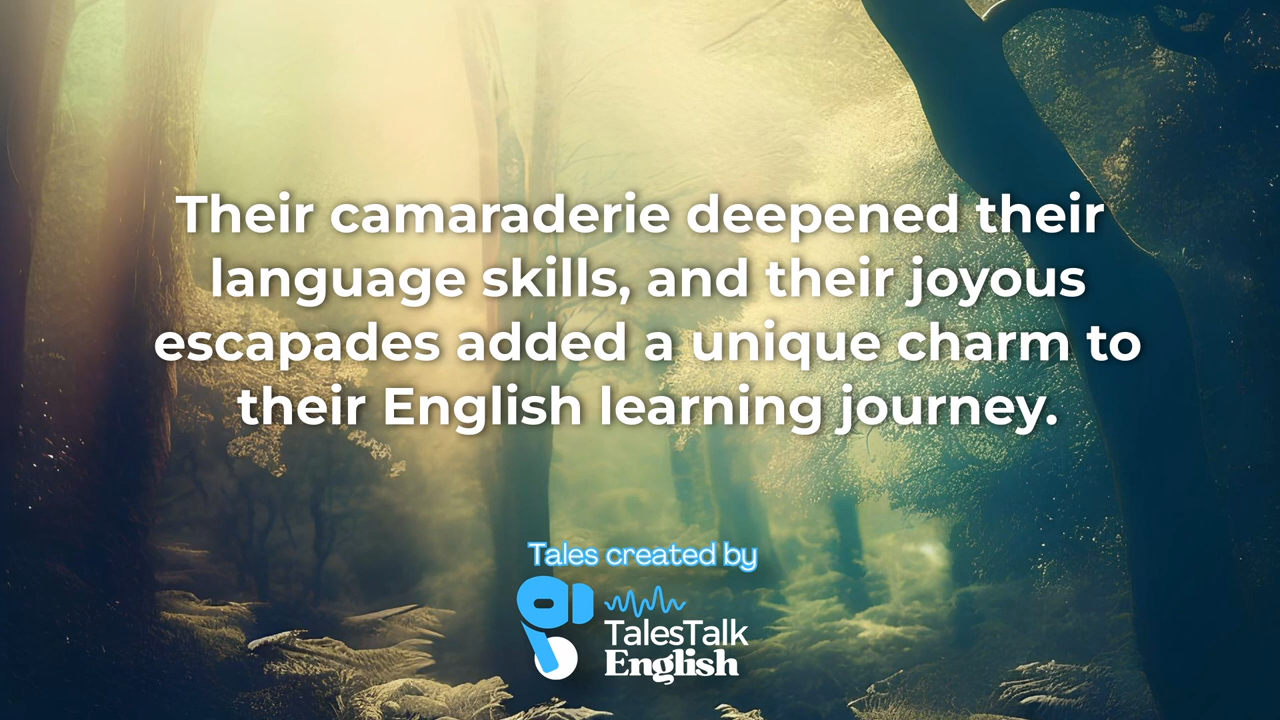 Their camaraderie deepened their
language skills, and their joyous
escapades added a unique charm to
their English learning journey.
Tales created by
TalesTalk
English